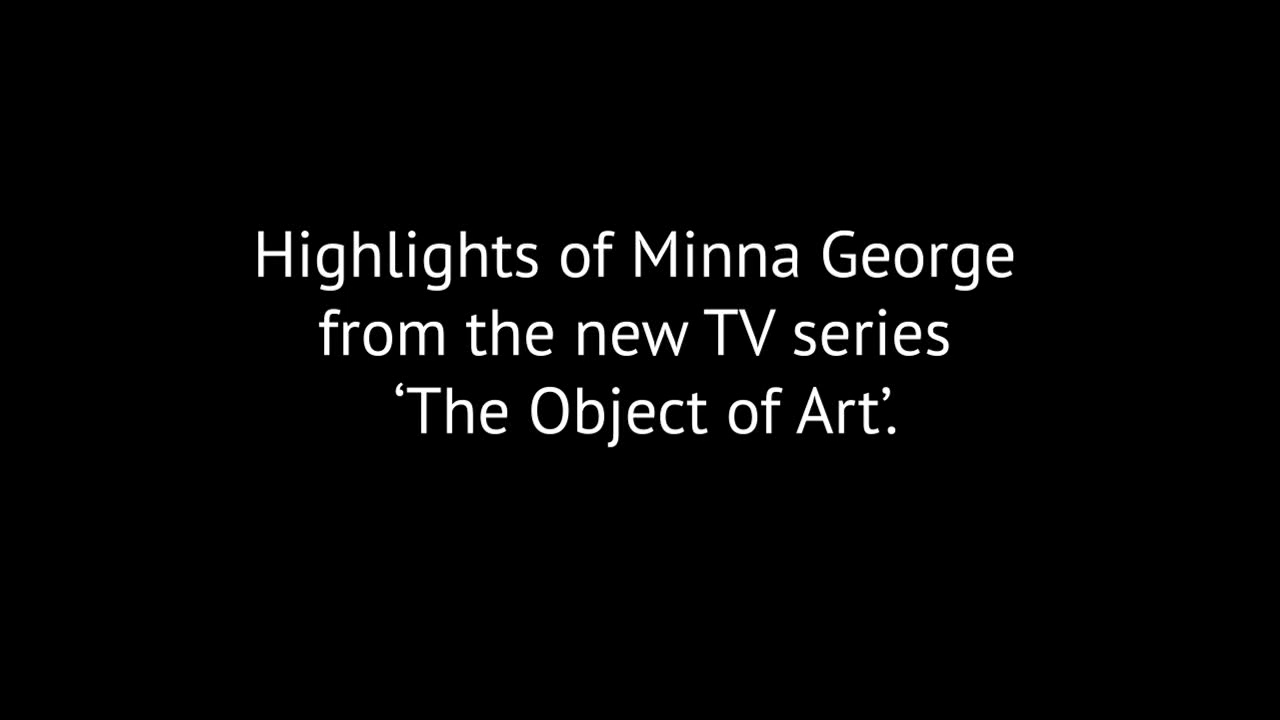 Highlights of Minna George
from the new TV series
‘The Object of Art’.